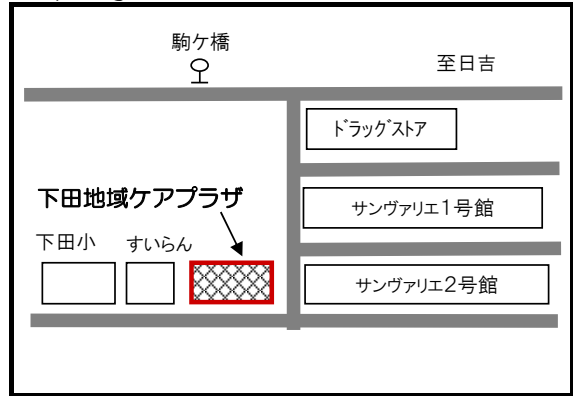 駒ケ橋
至日吉
ドラッグストア
下田地域ケアプラザ
サンヴァリエ1号館
下田小
すいらん
サンヴァリエ2号館